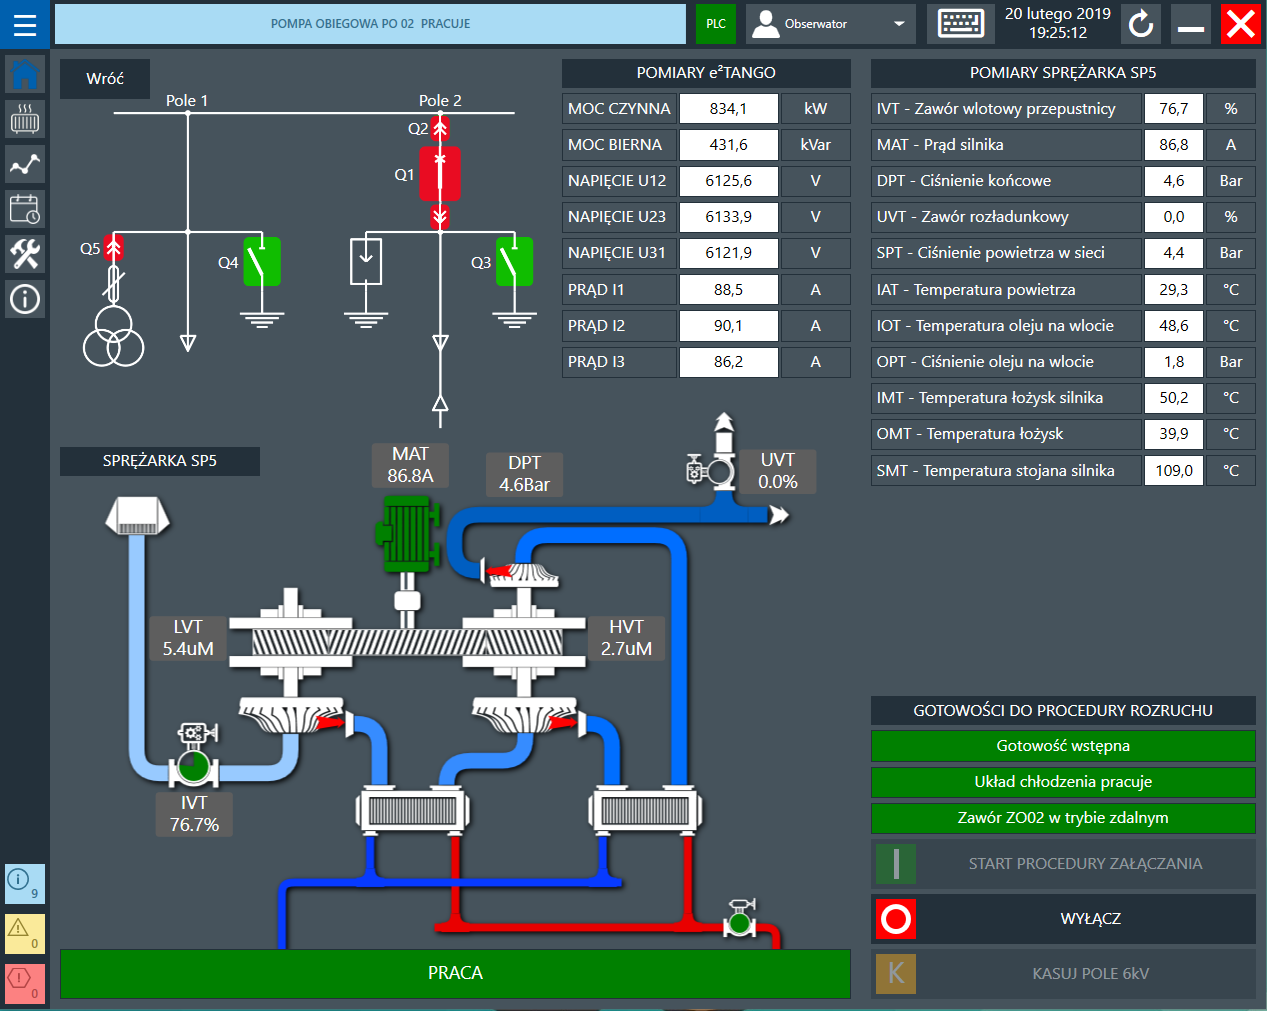 POMPA OBIEGOWA PO 02 PRACUJE
PLC
Obserwator
20 lutego 2019
19:25:12
Wróć
Pole 1
Pole 2
Q2
Q1
Q5
Q4
Q3
POMIARY e²TANGO
MOC CZYNNA 834,1 kW
MOC BIERNA 431,6 kVar
NAPIĘCIE U12 6125,6 V
NAPIĘCIE U23 6133,9 V
NAPIĘCIE U31 6121,9 V
PRĄD I1 88,5 A
PRĄD I2 90,1 A
PRĄD I3 86,2 A
POMIARY SPRĘŻARKA SP5
IVT - Zawór wlotowy przepustnicy 76,7 %
MAT - Prąd silnika 86,8 A
DPT - Ciśnienie końcowe 4,6 Bar
UVT - Zawór rozładunkowy 0,0 %
SPT - Ciśnienie powietrza w sieci 4,4 Bar
IAT - Temperatura powietrza 29,3 °C
IOT - Temperatura oleju na wlocie 48,6 °C
OPT - Ciśnienie oleju na wlocie 1,8 Bar
IMT - Temperatura łożysk silnika 50,2 °C
OMT - Temperatura łożysk 39,9 °C
SMT - Temperatura stojana silnika 109,0 °C
SPRĘŻARKA SP5
MAT
86.8A
DPT
4.6Bar
UVT
0.0%
LVT
5.4uM
HVT
2.7uM
IVT
76.7%
GOTOWOŚCI DO PROCEDURY ROZRUCHU
Gotowość wstępna
Układ chłodzenia pracuje
Zawór ZO02 w trybie zdalnym
START PROCEDURY ZAŁĄCZANIA
WYŁĄCZ
K KASUJ POLE 6kV
9
0
0
PRACA